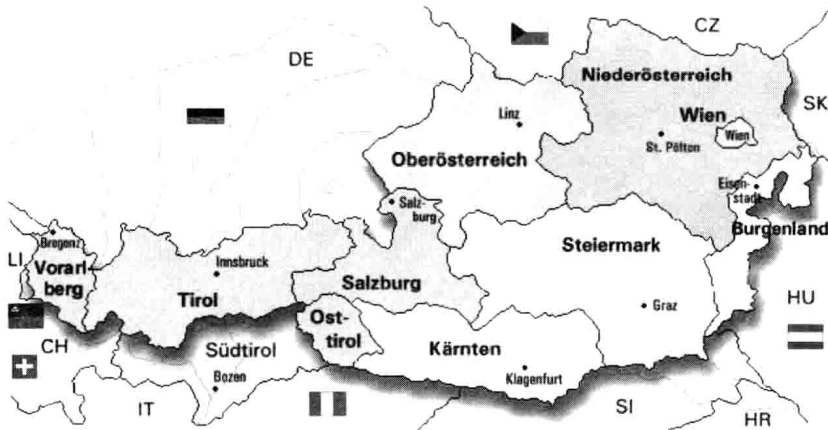 CZ
DE
Niederösterreich
SK
Linz
Wien
Wien
St. Pölten
Oberösterreich
Eisen-
stadt
Salz-
burg
Burgenland
Bregenz
Steiermark
LI
Vorarl
berg
Innsbruck
Salzburg
Tirol
HU
Graz
Ost-
tirol
CH
Südtirol
Kärnten
Bozen
Klagenfurt
IT
SI
HR